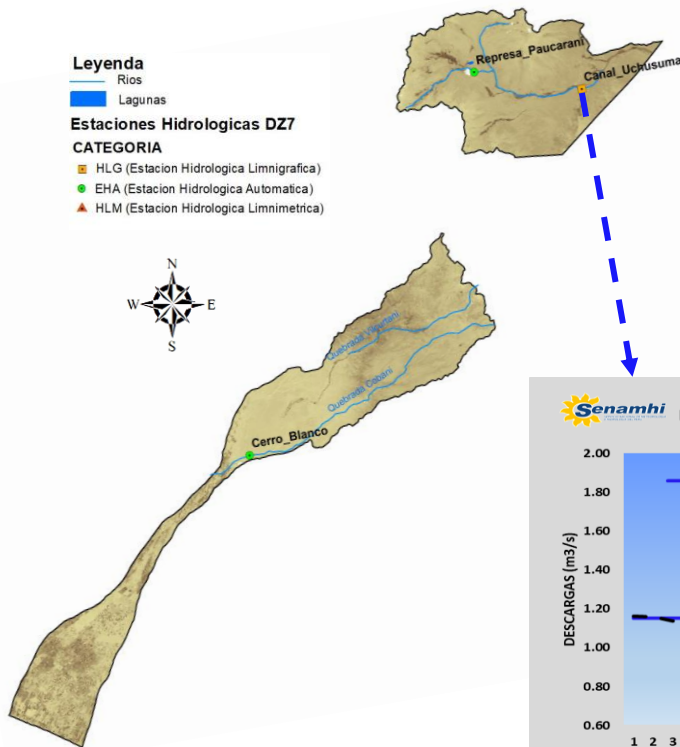 Leyenda
Rios
Lagunas
Estaciones Hidrologicas DZ7
CATEGORIA
HLG (Estacion Hidrologica Limnigrafica)
EHA (Estacion Hidrologica Automatica)
HLM (Estacion Hidrologica Limnimetrica)
Represa_Paucarani
Canal_Uchusuma
N
W E
S
Quebrada Cobani
Cerro_Blanco
Senamhi
DESCARGAS (m3/s)
2.00
1.80
1.60
1.40
1.20
1.00
0.80
0.60
1 2 3